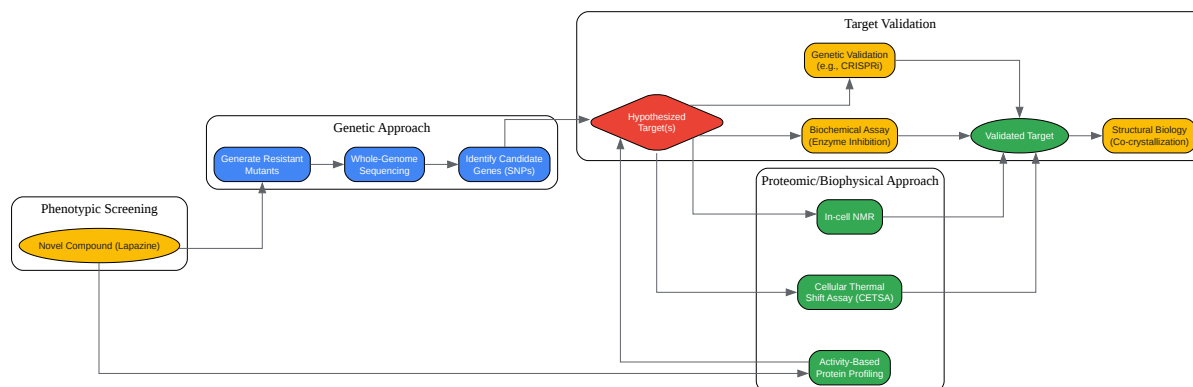 Target Validation
Genetic Validation
(e.g., CRISPRi)
Hypothesized
Target(s)
Biochemical Assay
(Enzyme Inhibition)
Validated Target
Structural Biology
(Co-crystallization)
Genetic Approach
Generate Resistant
Mutants
Whole-Genome
Sequencing
Identify Candidate
Genes (SNPs)
Proteomic/Biophysical Approach
In-cell NMR
Phenotypic Screening
Novel Compound (Lapazine)
Cellular Thermal
Shift Assay (CETSA)
Activity-Based
Protein Profiling